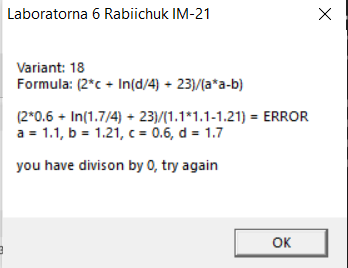 Laboratorna 6 Rabiichuk IM-21
Variant: 18
Formula: (2*c + ln(d/4) + 23)/(a*a-b)
(2*0.6 + ln(1.7/4) + 23)/(1.1*1.1-1.21) = ERROR
a = 1.1, b = 1.21, c = 0.6, d = 1.7
you have divison by 0, try again
OK